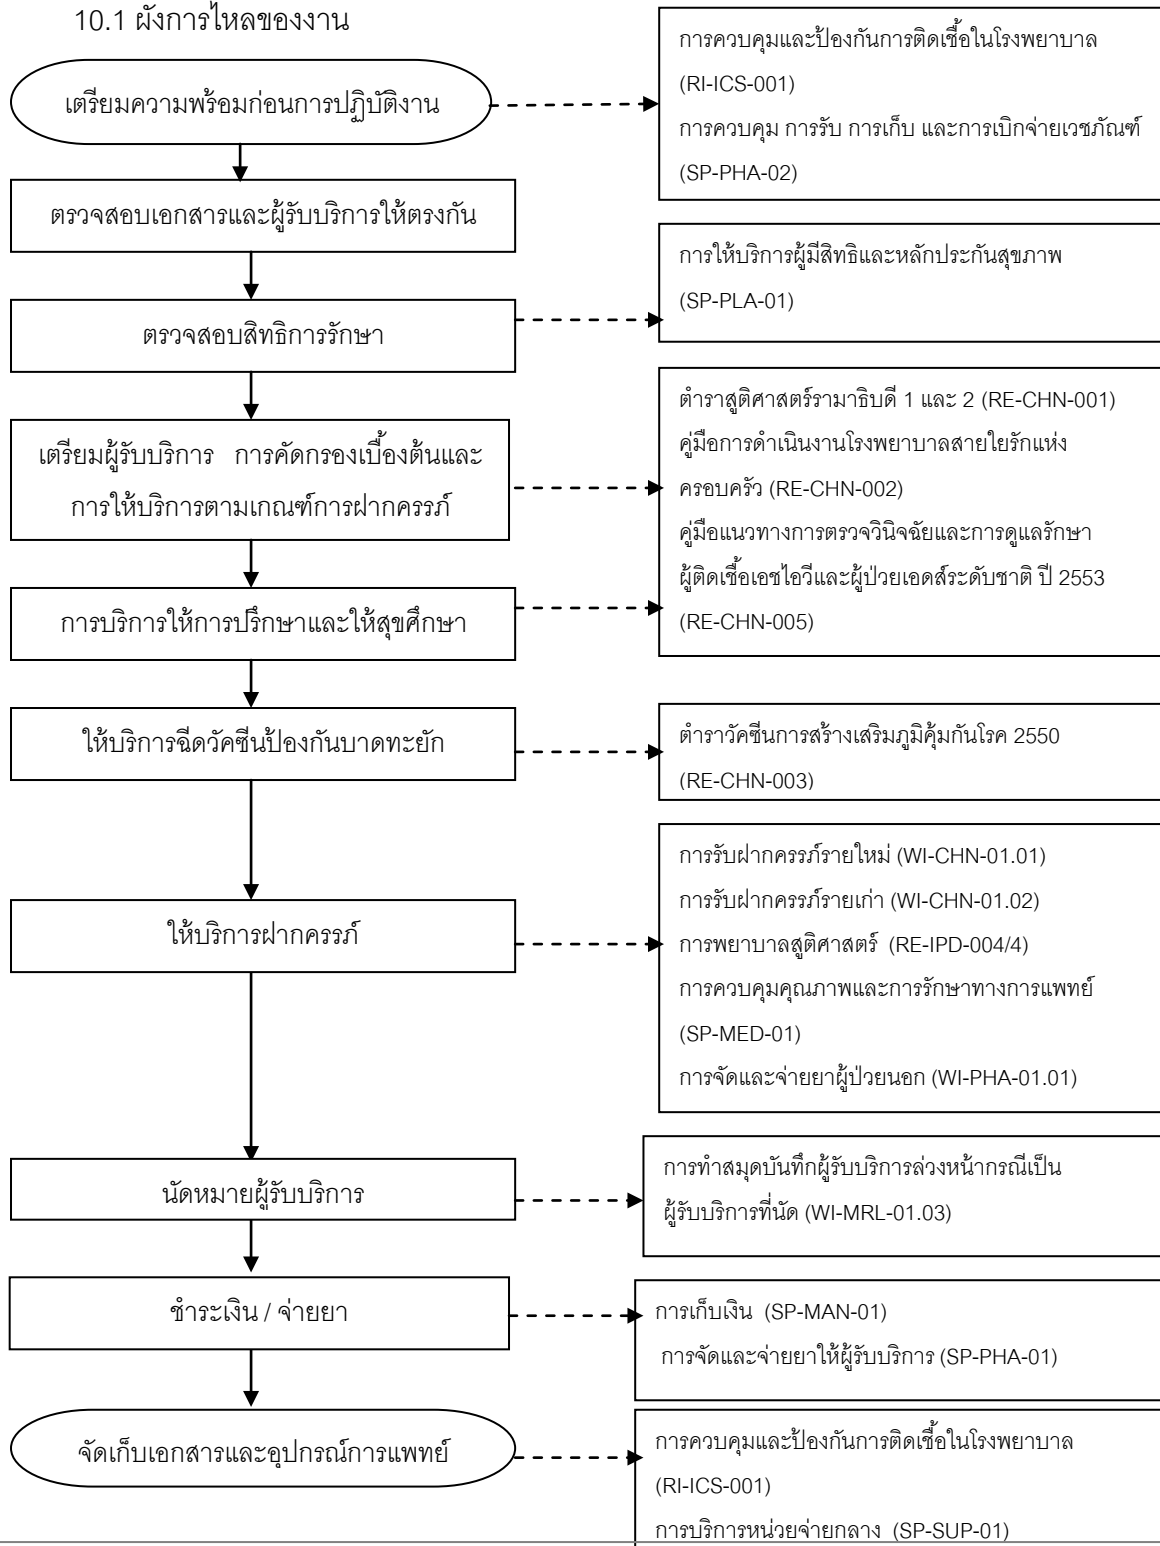 10.1 ผังการไหลของงาน
เตรียมความพร้อมก่อนการปฏิบัติงาน
การควบคุมและป้องกันการติดเชื้อในโรงพยาบาล
(RI-ICS-001)
การควบคุม การรับ การเก็บ และการเบิกจ่ายเวชภัณฑ์
(SP-PHA-02)
ตรวจสอบเอกสารและผู้รับบริการให้ตรงกัน
ตรวจสอบสิทธิการรักษา
การให้บริการผู้มีสิทธิและหลักประกันสุขภาพ
(SP-PLA-01)
เตรียมผู้รับบริการ การคัดกรองเบื้องต้นและ
การให้บริการตามเกณฑ์การฝากครรภ์
การบริการให้การปรึกษาและให้สุขศึกษา
ตำราสูติศาสตร์รามาธิบดี 1 และ 2 (RE-CHN-001)
คู่มือการดำเนินงานโรงพยาบาลสายใยรักแห่ง
ครอบครัว (RE-CHN-002)
คู่มือแนวทางการตรวจวินิจฉัยและการดูแลรักษา
ผู้ติดเชื้อเอชไอวีและผู้ป่วยเอดส์ระดับชาติ ปี 2553
(RE-CHN-005)
ให้บริการฉีดวัคซีนป้องกันบาดทะยัก
ตำราวัคซีนการสร้างเสริมภูมิคุ้มกันโรค 2550
(RE-CHN-003)
ให้บริการฝากครรภ์
การรับฝากครรภ์รายใหม่ (WI-CHN-01.01)
การรับฝากครรภ์รายเก่า (WI-CHN-01.02)
การพยาบาลสูติศาสตร์ (RE-IPD-004/4)
การควบคุมคุณภาพและการรักษาทางการแพทย์
(SP-MED-01)
การจัดและจ่ายยาผู้ป่วยนอก (WI-PHA-01.01)
นัดหมายผู้รับบริการ
การทำสมุดบันทึกผู้รับบริการล่วงหน้ากรณีเป็น
ผู้รับบริการที่นัด (WI-MRL-01.03)
ชำระเงิน / จ่ายยา
การเก็บเงิน (SP-MAN-01)
การจัดและจ่ายยาให้ผู้รับบริการ (SP-PHA-01)
จัดเก็บเอกสารและอุปกรณ์การแพทย์
การควบคุมและป้องกันการติดเชื้อในโรงพยาบาล
(RI-ICS-001)
การบริการหน่วยจ่ายกลาง (SP-SUP-01)